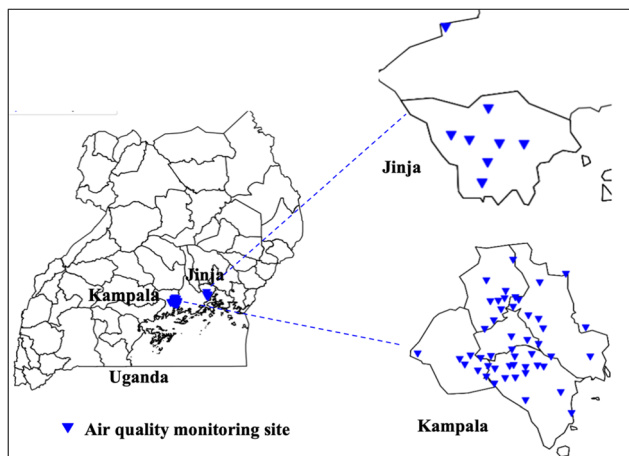 Jinja
Jinja
Kampala
Uganda
Kampala
Air quality monitoring site